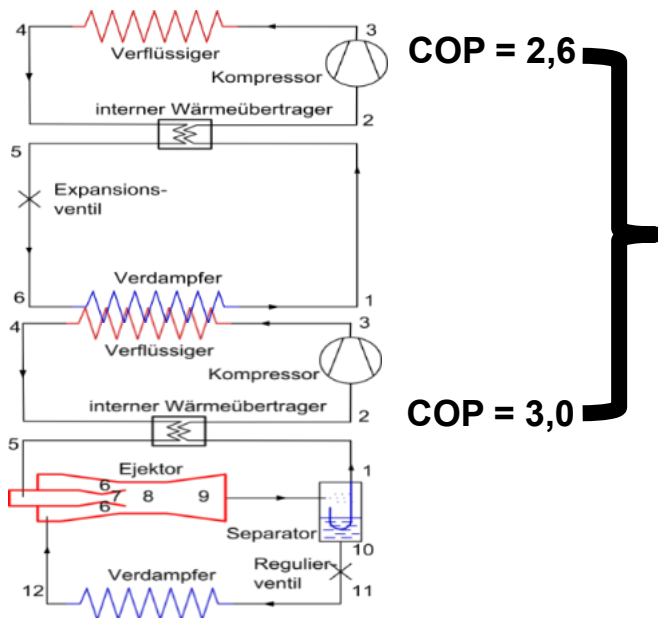 4
3
COP = 2,6
Verflüssiger
Kompressor
interner Wärmeübertrager
2
5
Expansions-
ventil
Verdampfer
6
1
4
3
Verflüssiger
Kompressor
interner Wärmeübertrager
2
COP = 3,0
5
Ejektor
1
6
7
8
9
6
Separator
10
Regulier-
ventil
Verdampfer
12
11